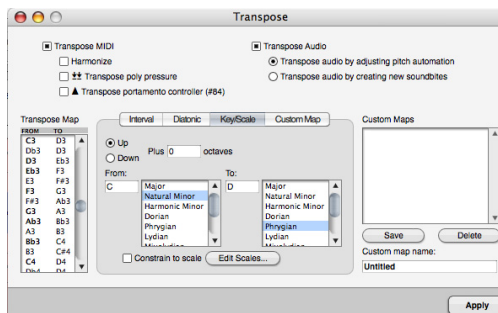 Transpose
Transpose MIDI
Harmonize
Transpose poly pressure
Transpose portamento controller (#84)
Transpose Audio
Transpose audio by adjusting pitch automation
Transpose audio by creating new soundbites
Transpose Map
FROM TO
C3 D3
Db3 D3
D3 Eb3
Eb3 F3
E3 F#3
F3 G3
F#3 Ab3
G3 A3
Ab3 Bb3
A3 B3
Bb3 C4
B3 C#4
C4 D4
Db4 D4
Interval Diatonic Key/Scale Custom Map
Up
Down
Plus 0 octaves
From: To:
C
Major
Natural Minor
Harmonic Minor
Dorian
Phrygian
Lydian
Mixolydian
D
Major
Natural Minor
Harmonic Minor
Dorian
Phrygian
Lydian
Mixolydian
Constrain to scale Edit Scales...
Custom Maps
Save Delete
Custom map name:
Untitled
Apply